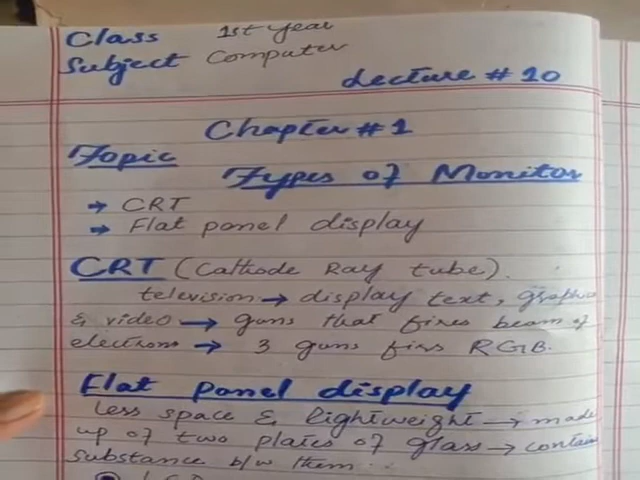 Class 1st year
Subject Computer
Lecture # 10
Chapter # 1
Topic
Types of Monitor
→ CRT
→ Flat panel display
CRT (Cathode Ray tube).
television → display text, graphics
& video → guns that fires beam of
electrons → 3 guns fires RGB.
Flat panel display
less space & lightweight → made
up of two plates of glass → contains
substance b/w them